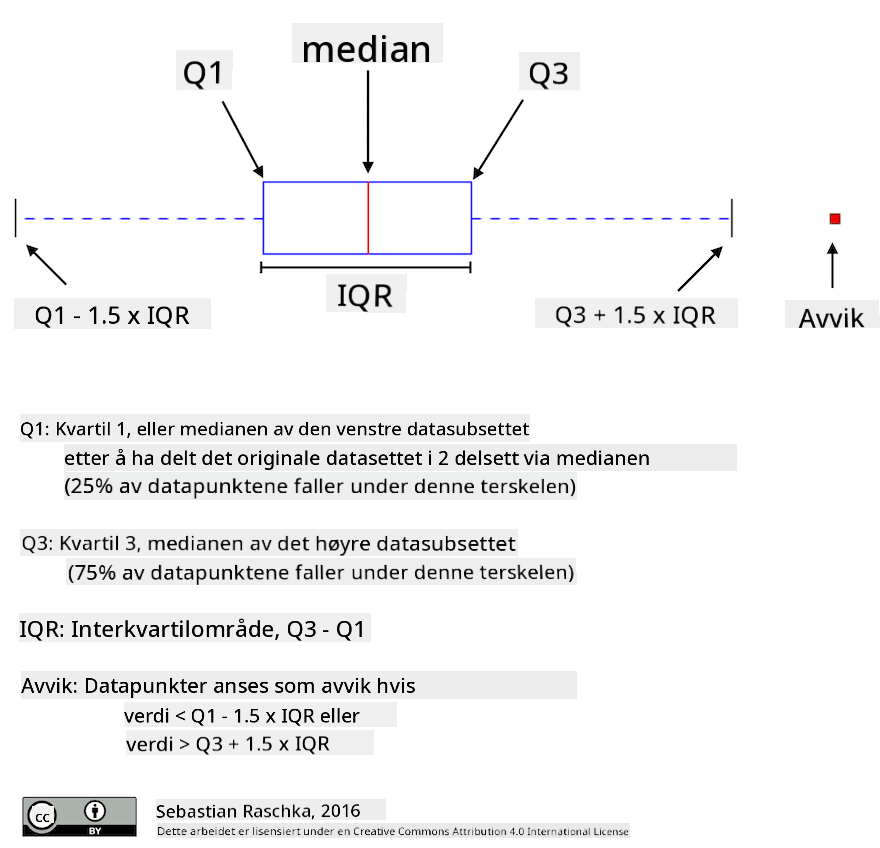 median
Q1
Q3
IQR
Q1 - 1.5 x IQR
Q3 + 1.5 x IQR
Avvik
Q1: Kvartil 1, eller medianen av den venstre datasubsettet
etter å ha delt det originale datasettet i 2 delsett via medianen
(25% av datapunktene faller under denne terskelen)
Q3: Kvartil 3, medianen av det høyre datasubsettet
(75% av datapunktene faller under denne terskelen)
IQR: Interkvartilområde, Q3 - Q1
Avvik: Datapunkter anses som avvik hvis
verdi < Q1 - 1.5 x IQR eller
verdi > Q3 + 1.5 x IQR
cc
BY
Sebastian Raschka, 2016
Dette arbeidet er lisensiert under en Creative Commons Attribution 4.0 International License